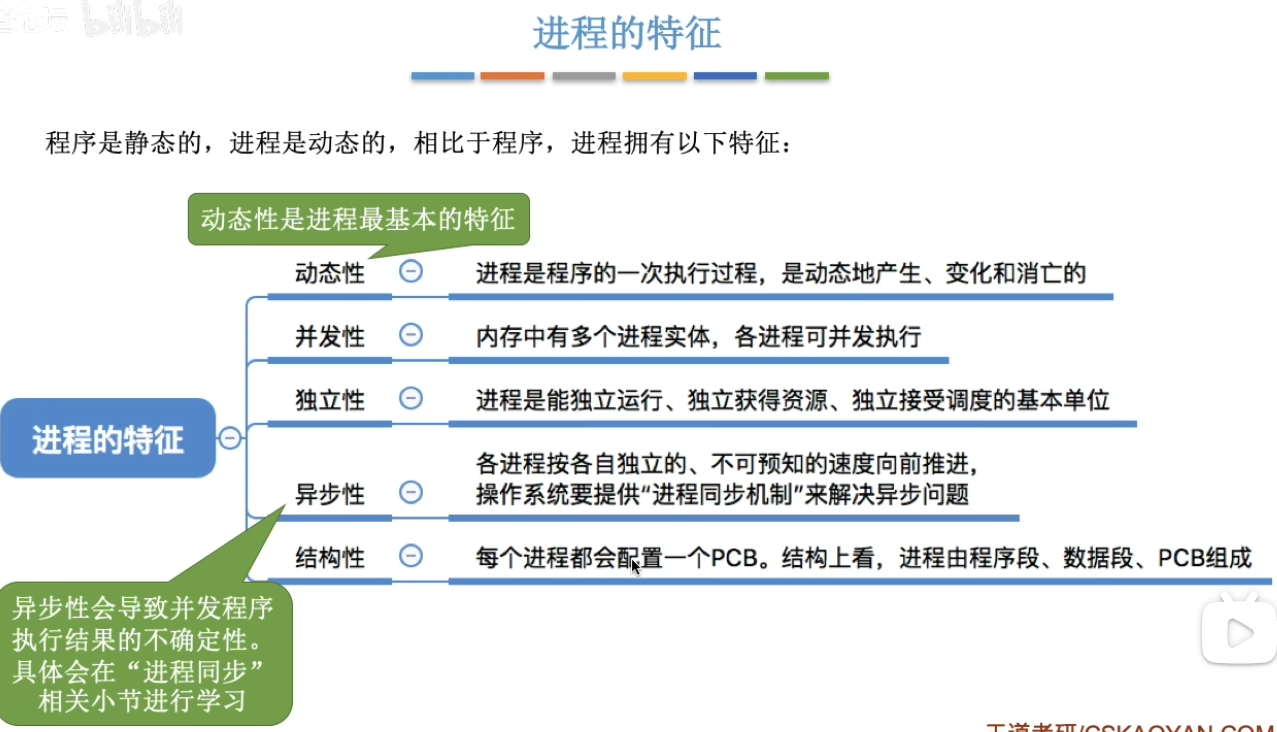 bilibili
进程的特征
程序是静态的，进程是动态的，相比于程序，进程拥有以下特征：
动态性是进程最基本的特征
动态性 进程是程序的一次执行过程，是动态地产生、变化和消亡的
并发性 内存中有多个进程实体，各进程可并发执行
独立性 进程是能独立运行、独立获得资源、独立接受调度的基本单位
进程的特征
各进程按各自独立的、不可预知的速度向前推进，
异步性 操作系统要提供“进程同步机制”来解决异步问题
结构性 每个进程都会配置一个PCB。结构上看，进程由程序段、数据段、PCB组成
异步性会导致并发程序
执行结果的不确定性。
具体会在“进程同步”
相关小节进行学习
王道考研/CSKAOYAN.COM